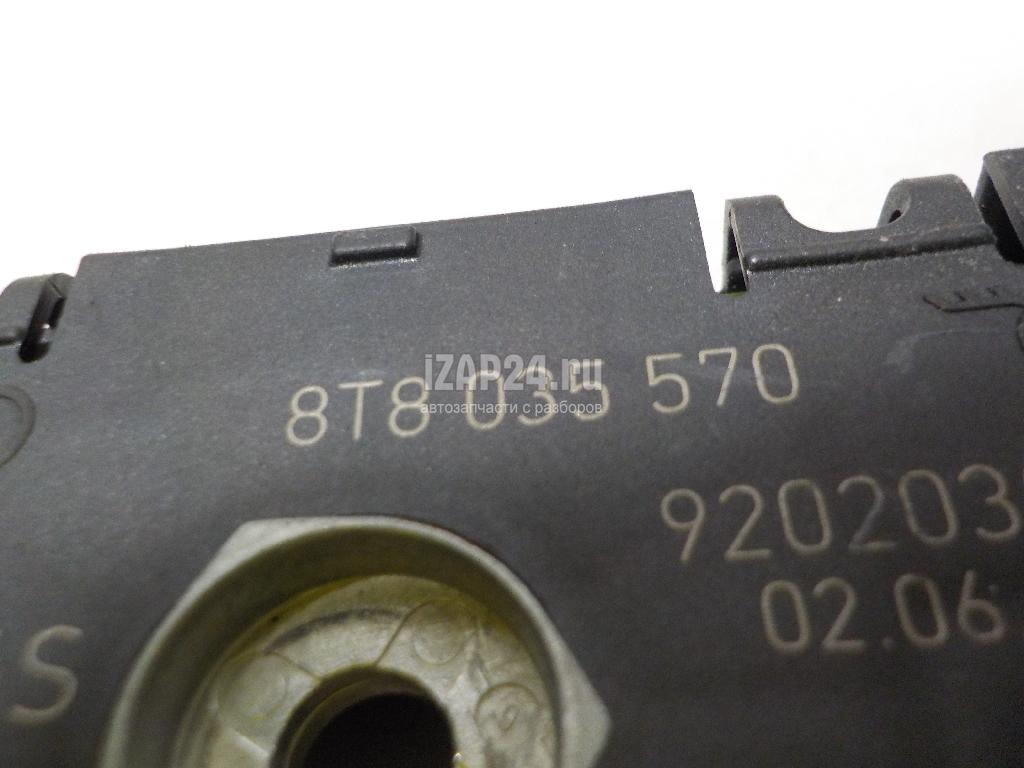 8T8 035 570
iZAP24.ru
автозапчасти с разборов
920203
02.06
S